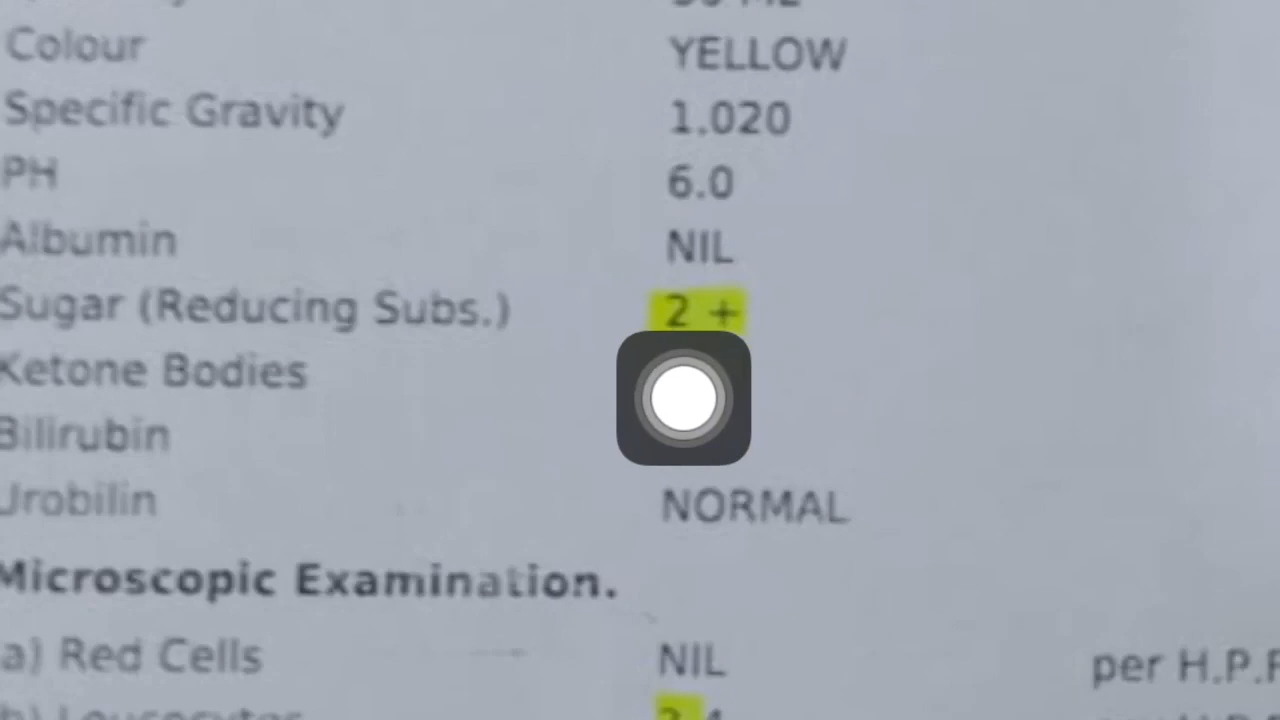 Colour YELLOW
Specific Gravity 1.020
PH 6.0
Albumin NIL
Sugar (Reducing Subs.) 2 +
Ketone Bodies
Bilirubin
Urobilin NORMAL
Microscopic Examination.
a) Red Cells NIL per H.P.F